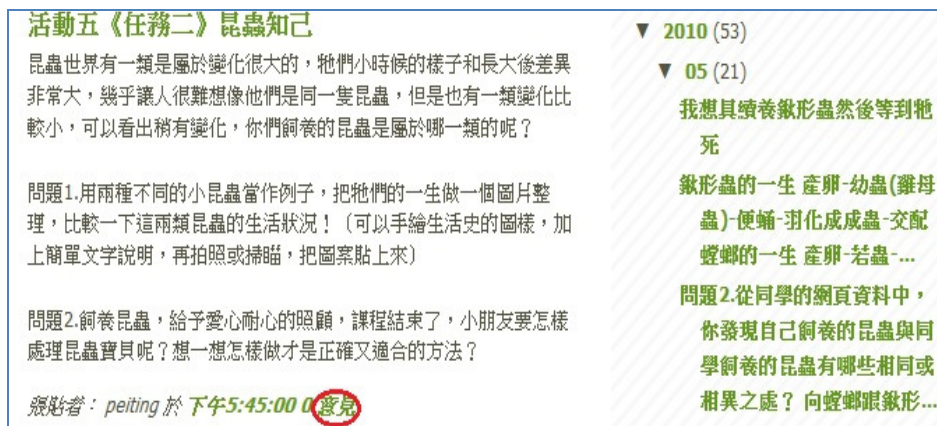 活動五《任務二》昆蟲知己
昆蟲世界有一類是屬於變化很大的，牠們小時候的樣子和長大後差異
非常大，幾乎讓人很難想像他們是同一隻昆蟲，但是也有一類變化比
較小，可以看出稍有變化，你們飼養的昆蟲是屬於哪一類的呢？
問題1.用兩種不同的小昆蟲當作例子，把牠們的一生做一個圖片整
理，比較一下這兩類昆蟲的生活狀況！（可以手繪生活史的圖樣，加
上簡單文字說明，再拍照或掃瞄，把圖案貼上來）
問題2.飼養昆蟲，給予愛心耐心的照顧，課程結束了，小朋友要怎樣
處理昆蟲寶貝呢？想一想怎樣做才是正確又適合的方法？
張貼者： peiting 於 下午5:45:00 0 意見
▼ 2010 (53)
▼ 05 (21)
我想具續養鍬形蟲然後等到牠
死
鍬形蟲的一生 產卵-幼蟲(雞母
蟲)-便蛹-羽化成成蟲-交配
螳螂的一生 產卵-若蟲-...
問題2.從同學的網頁資料中，
你發現自己飼養的昆蟲與同
學飼養的昆蟲有哪些相同或
相異之處？ 向螳螂跟鍬形...